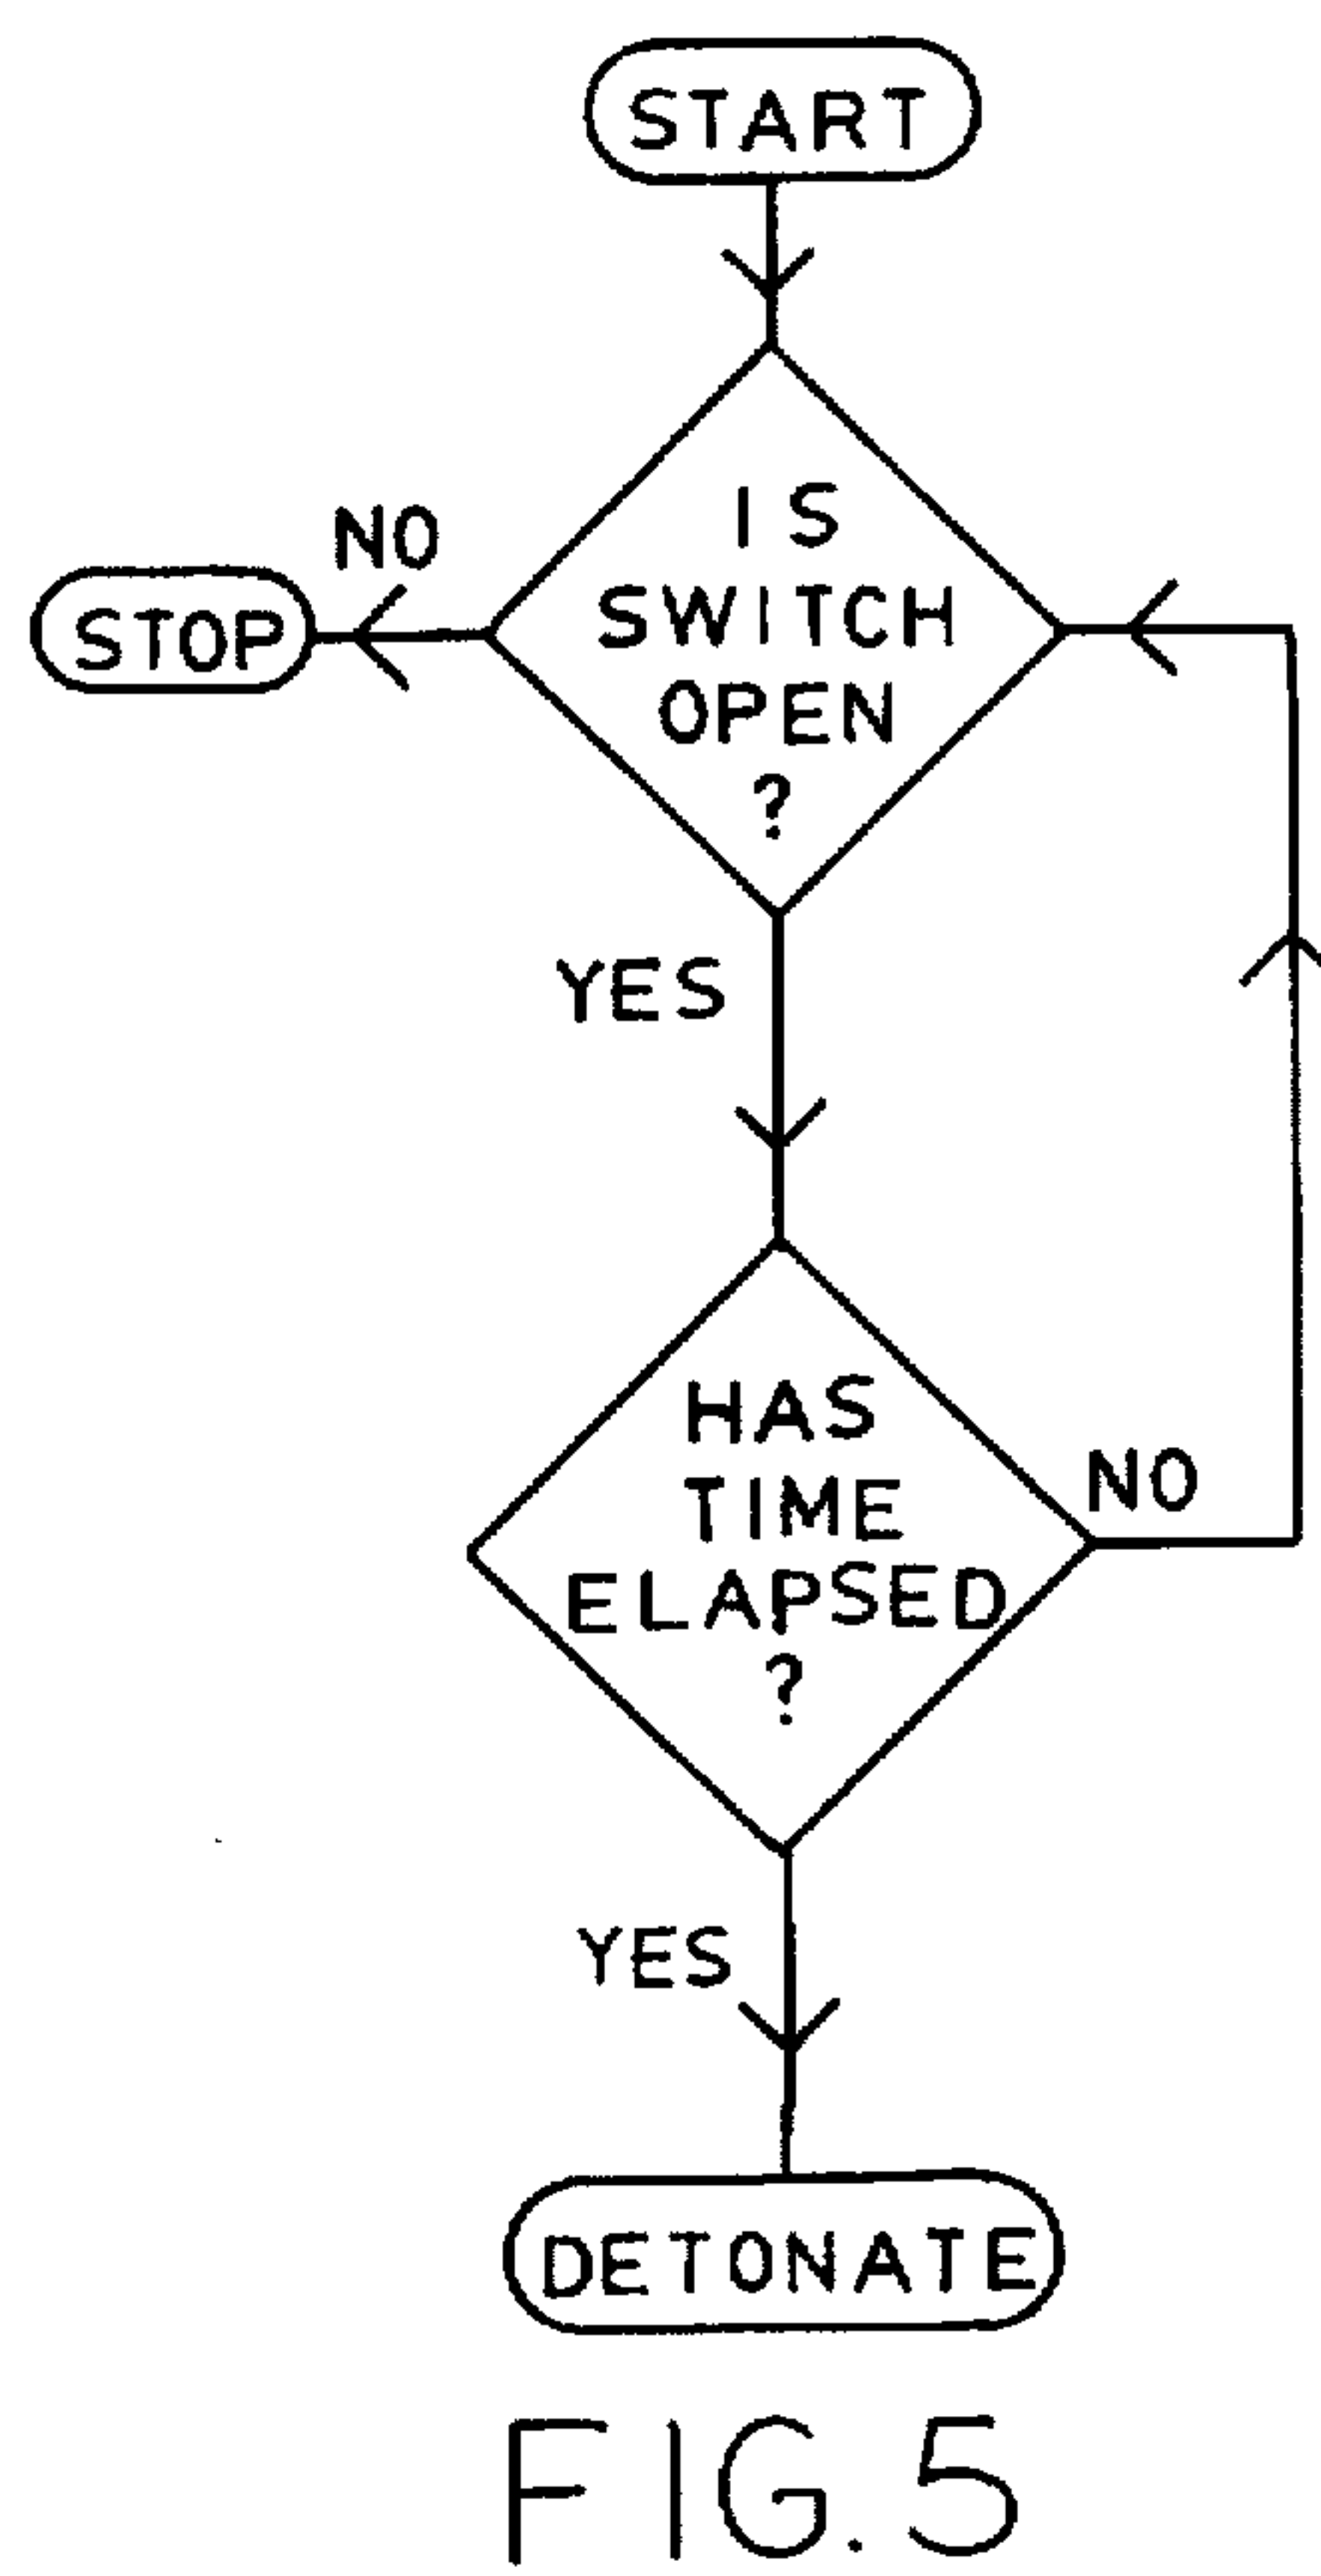 START
IS
SWITCH
OPEN
?
NO
STOP
YES
HAS
TIME
ELAPSED
?
NO
YES
DETONATE
FIG. 5